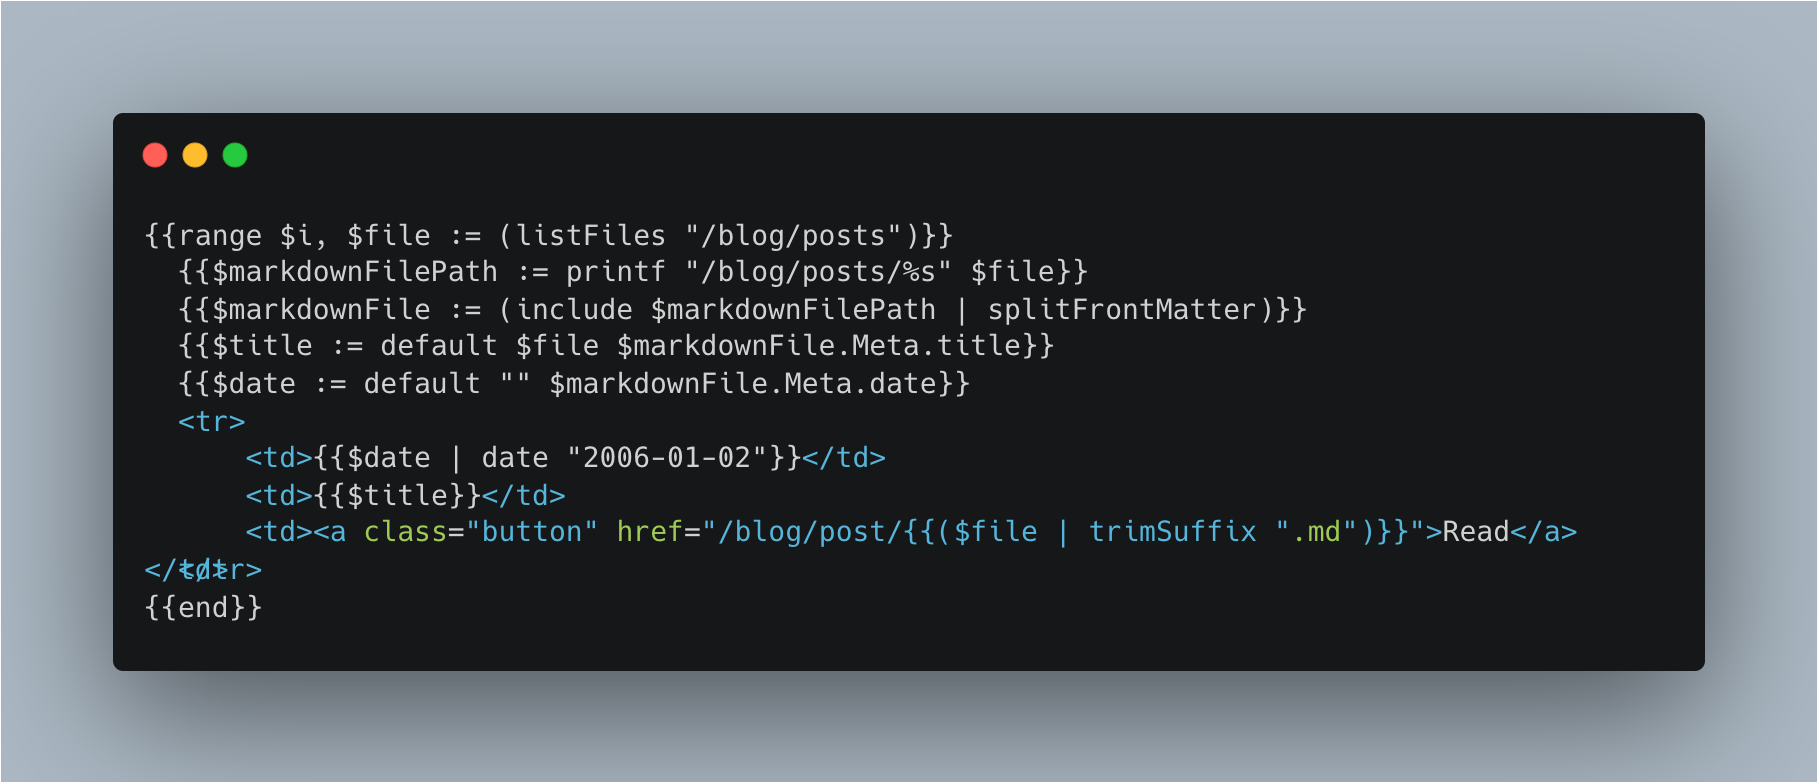 {{range $i, $file := (listFiles "/blog/posts")}}
  {{$markdownFilePath := printf "/blog/posts/%s" $file}}
  {{$markdownFile := (include $markdownFilePath | splitFrontMatter)}}
  {{$title := default $file $markdownFile.Meta.title}}
  {{$date := default "" $markdownFile.Meta.date}}
  <tr>
      <td>{{$date | date "2006-01-02"}}</td>
      <td>{{$title}}</td>
      <td><a class="button" href="/blog/post/{{($file | trimSuffix ".md")}}">Read</a>
</td>
  </tr>
{{end}}